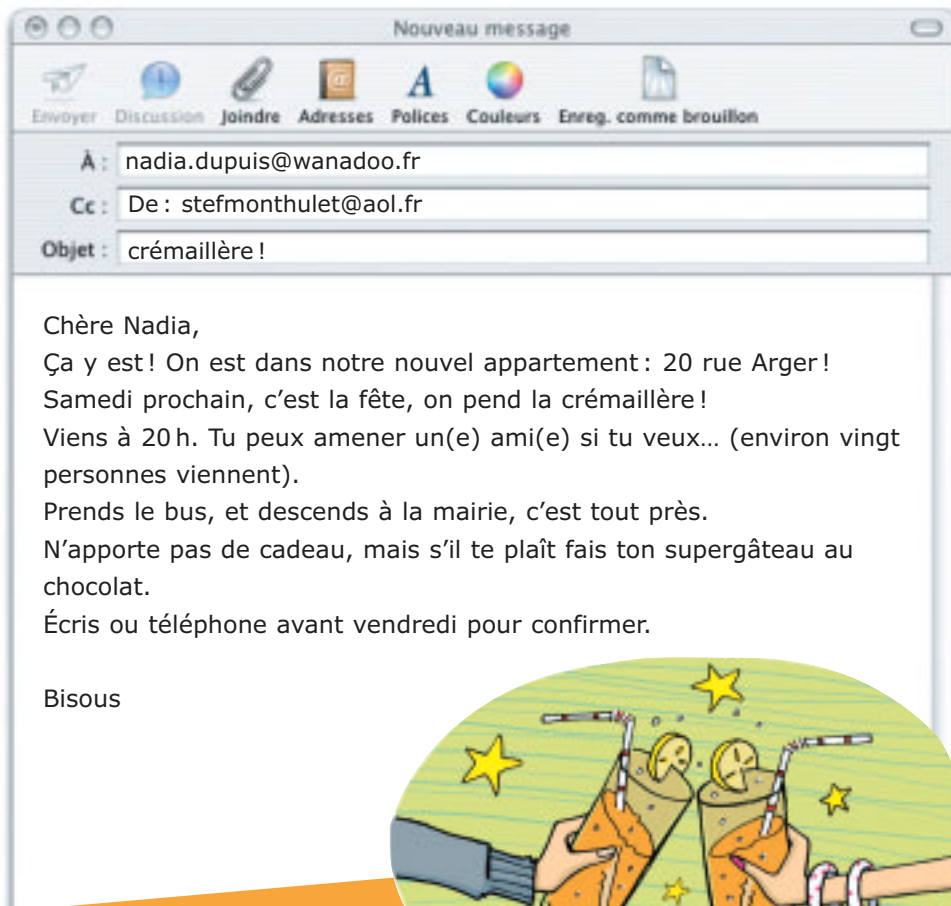 Nouveau message
Envoyer Discussion Joindre Adresses Polices Couleurs Enreg. comme brouillon
À : nadia.dupuis@wanadoo.fr
Cc : De : stefmonthulet@aol.fr
Objet : crémaillère !
Chère Nadia,
Ça y est ! On est dans notre nouvel appartement : 20 rue Arger !
Samedi prochain, c’est la fête, on pend la crémaillère !
Viens à 20 h. Tu peux amener un(e) ami(e) si tu veux… (environ vingt
personnes viennent).
Prends le bus, et descends à la mairie, c’est tout près.
N’apporte pas de cadeau, mais s’il te plaît fais ton supergâteau au
chocolat.
Écris ou téléphone avant vendredi pour confirmer.
Bisous